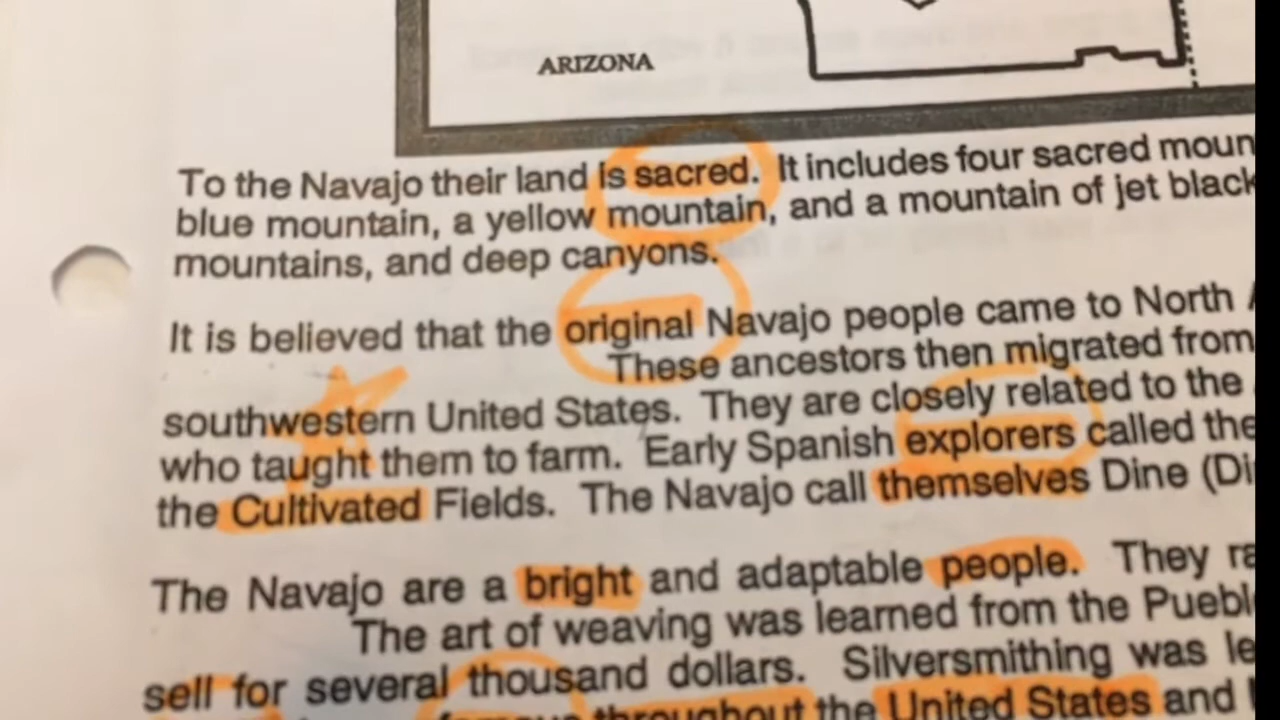 ARIZONA
To the Navajo their land is sacred. It includes four sacred moun
blue mountain, a yellow mountain, and a mountain of jet black
mountains, and deep canyons.
It is believed that the original Navajo people came to North
These ancestors then migrated from
southwestern United States. They are closely related to the
who taught them to farm. Early Spanish explorers called the
the Cultivated Fields. The Navajo call themselves Dine (Di
The Navajo are a bright and adaptable people. They ra
The art of weaving was learned from the Puebl
sell for several thousand dollars. Silversmithing was le
throughout the United States and